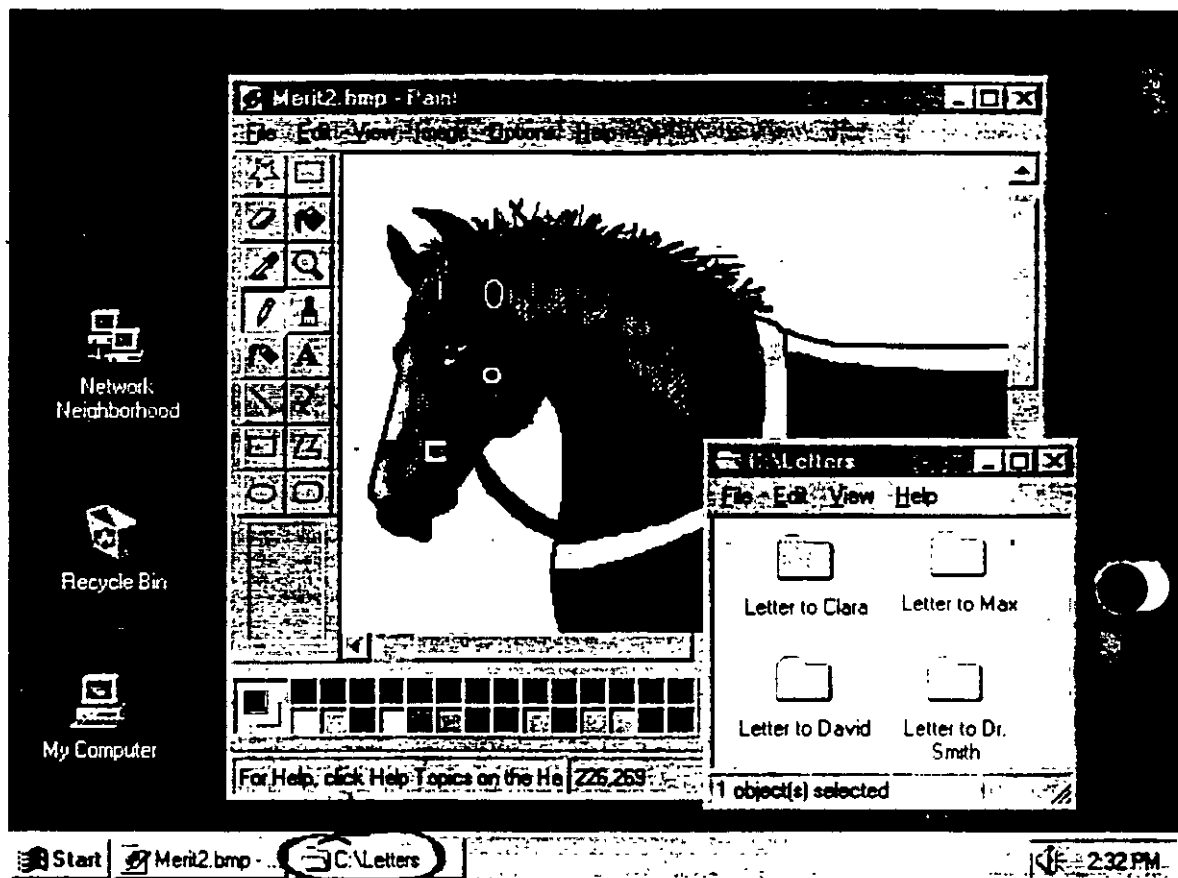 Merit2.bmp - Paint
File Edit View Image Options Help
A
Network
Neighborhood
C:\Letters
File Edit View Help
Letter to Clara
Letter to Max
Recycle Bin
Letter to David
Letter to Dr.
Smith
My Computer
For Help, click Help Topics on the He
226,269
1 object(s) selected
Start
Merit2.bmp - ...
C:\Letters
2:32 PM